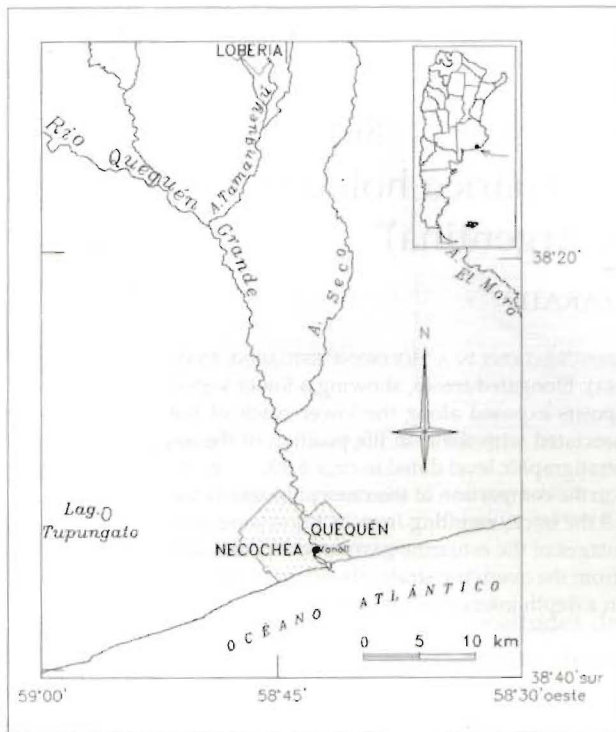 LOBERIA
Río Quequén Grande
A. Tamangueyú
A. Seco
A. El Moro
38°20'
N
Lag.
Tupungato
QUEQUÉN
NECOCHEA
OCÉANO ATLÁNTICO
0 5 10 km
38°40' sur
59°00' 58°45' 58°30' oeste